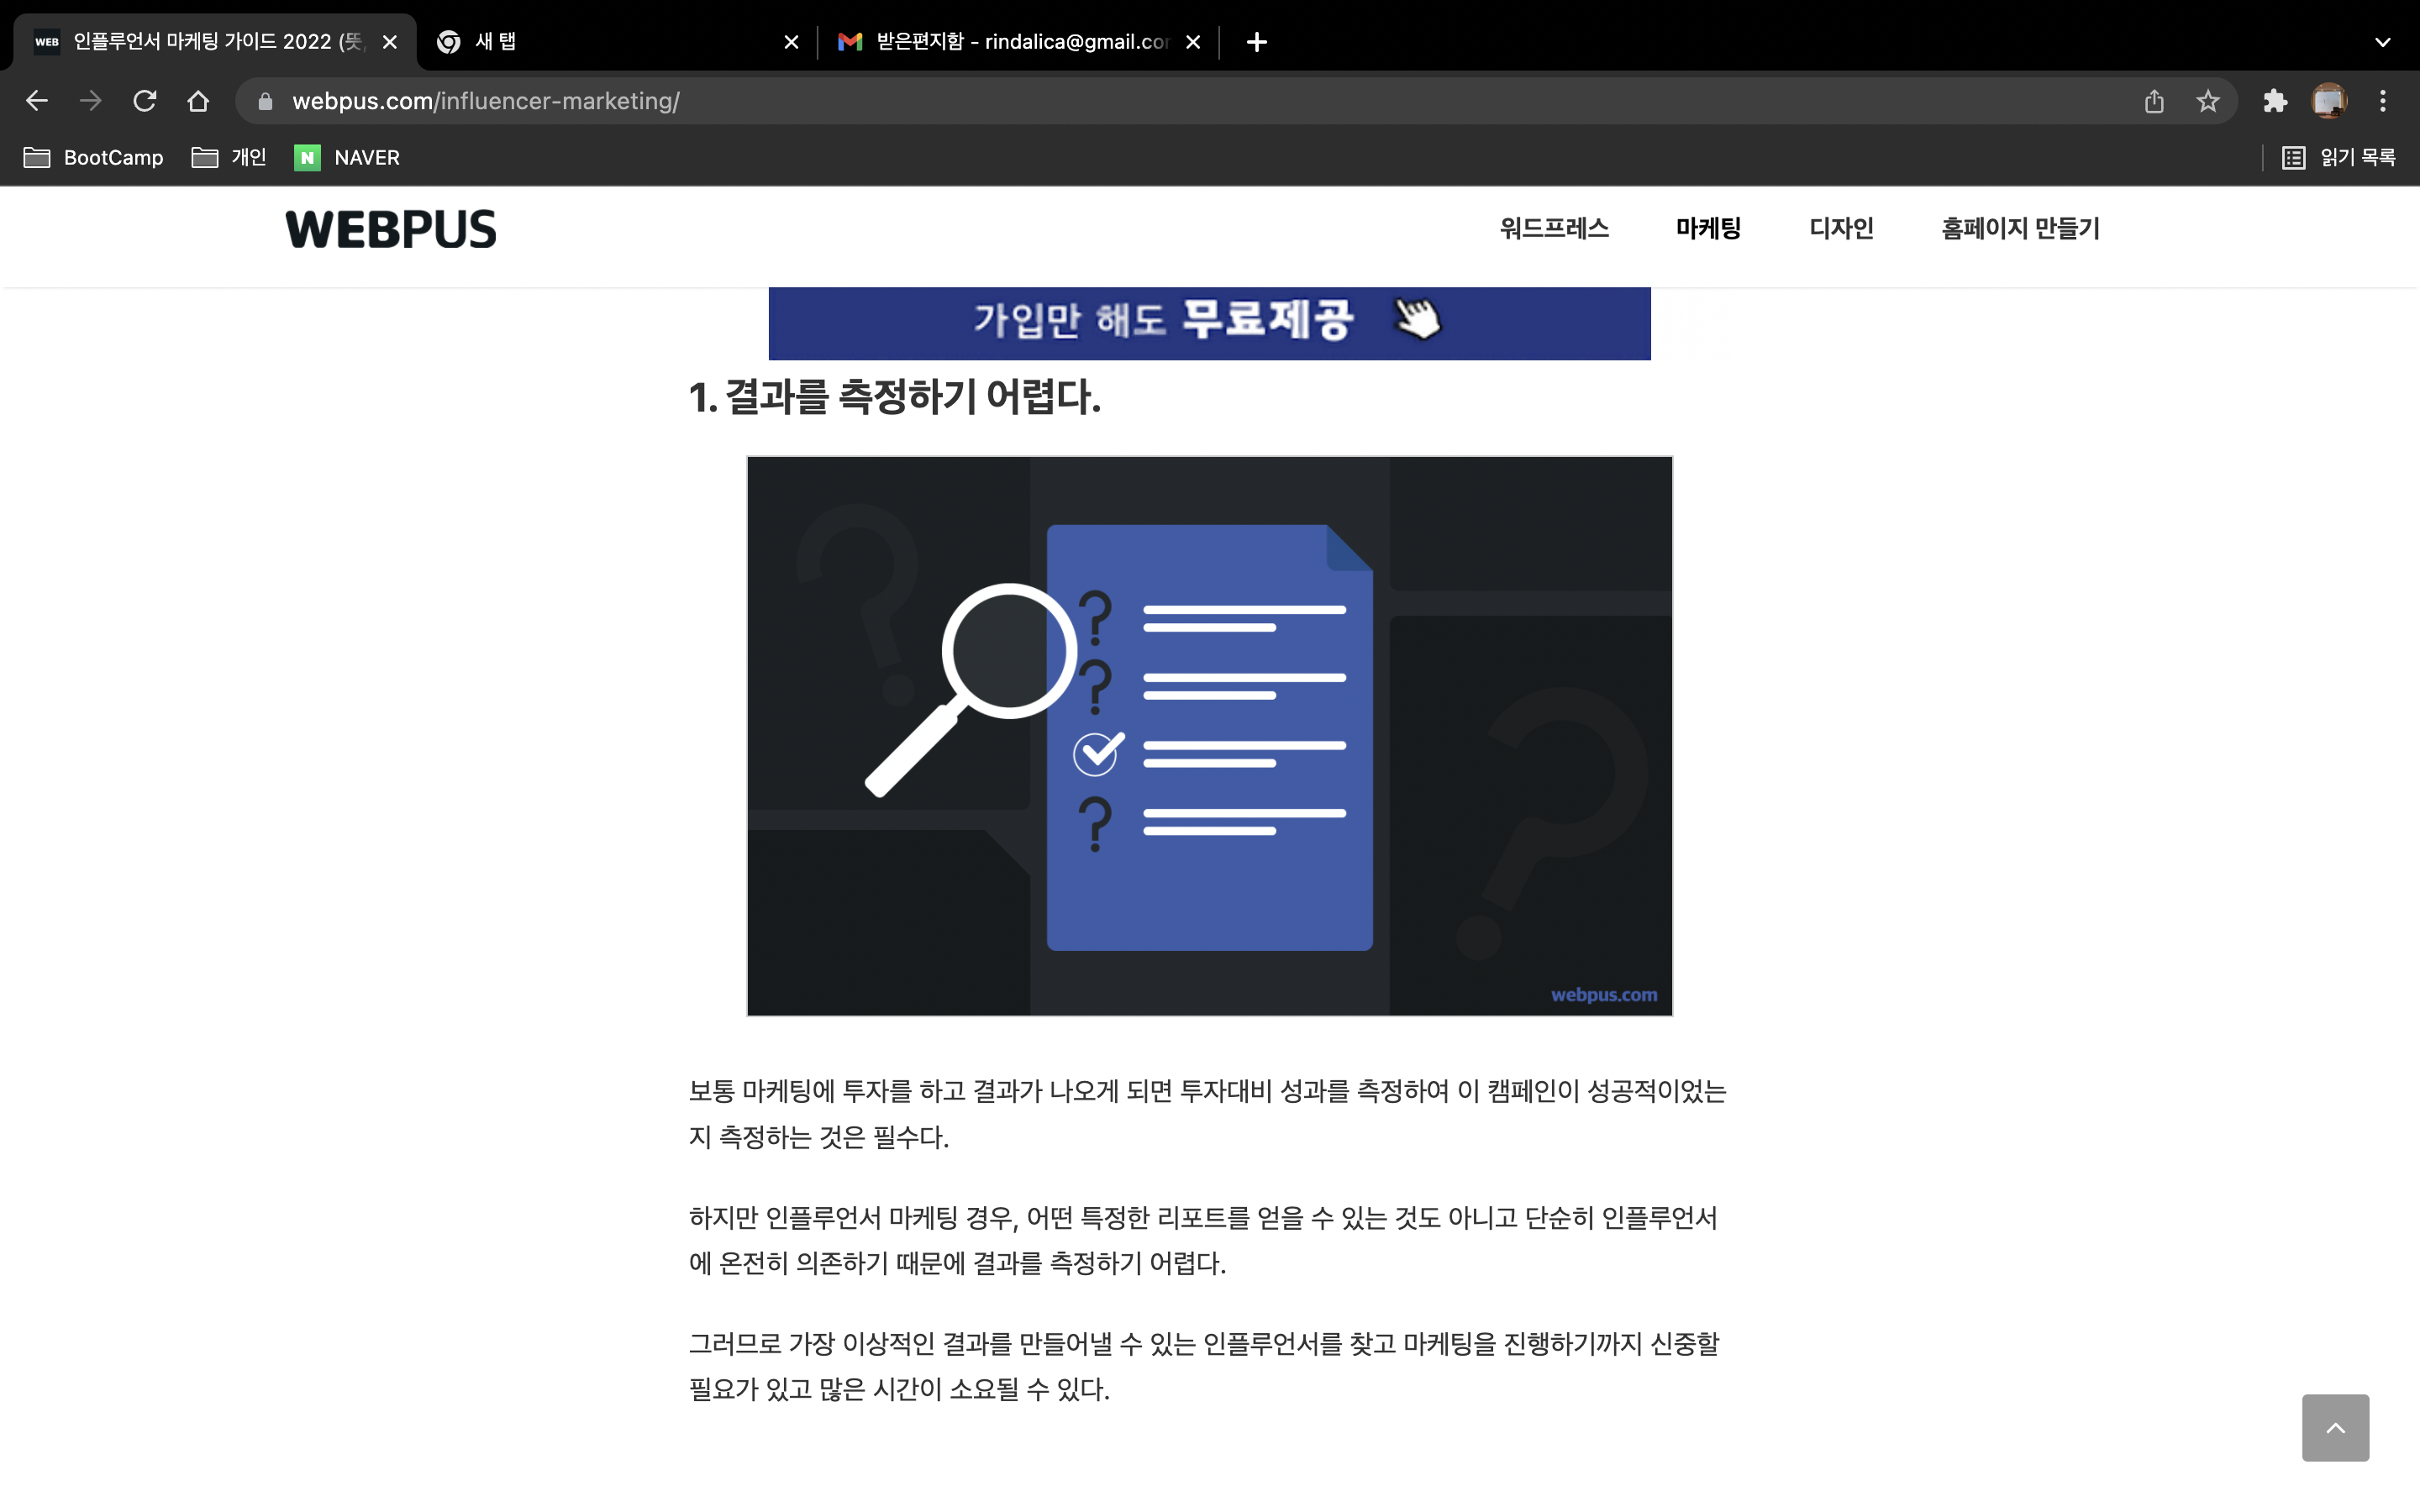 WEB 인플루언서 마케팅 가이드 2022 (뜻,
새 탭
받은편지함 - rindalica@gmail.cor
webpus.com/influencer-marketing/
BootCamp
개인
N NAVER
읽기 목록
WEBPUS
워드프레스
마케팅
디자인
홈페이지 만들기
가입만 해도 무료제공
1. 결과를 측정하기 어렵다.
webpus.com
보통 마케팅에 투자를 하고 결과가 나오게 되면 투자대비 성과를 측정하여 이 캠페인이 성공적이었는
지 측정하는 것은 필수다.
하지만 인플루언서 마케팅 경우, 어떤 특정한 리포트를 얻을 수 있는 것도 아니고 단순히 인플루언서
에 온전히 의존하기 때문에 결과를 측정하기 어렵다.
그러므로 가장 이상적인 결과를 만들어낼 수 있는 인플루언서를 찾고 마케팅을 진행하기까지 신중할
필요가 있고 많은 시간이 소요될 수 있다.